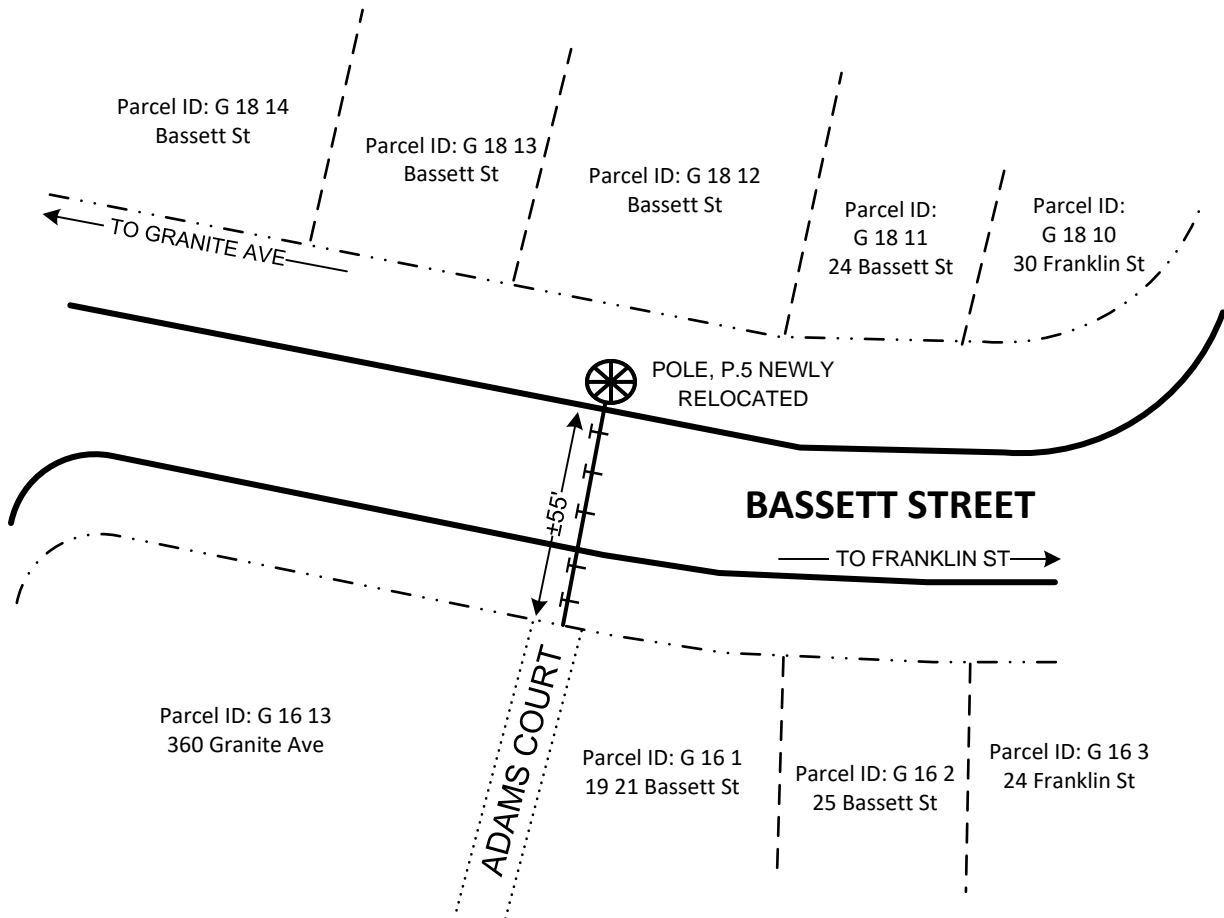 Parcel ID: G 18 14
Bassett St
Parcel ID: G 18 13
Bassett St
Parcel ID: G 18 12
Bassett St
Parcel ID:
G 18 11
24 Bassett St
Parcel ID:
G 18 10
30 Franklin St
TO GRANITE AVE
POLE, P.5 NEWLY
RELOCATED
±55'
BASSETT STREET
TO FRANKLIN ST
ADAMS COURT
Parcel ID: G 16 13
360 Granite Ave
Parcel ID: G 16 1
19 21 Bassett St
Parcel ID: G 16 2
25 Bassett St
Parcel ID: G 16 3
24 Franklin St